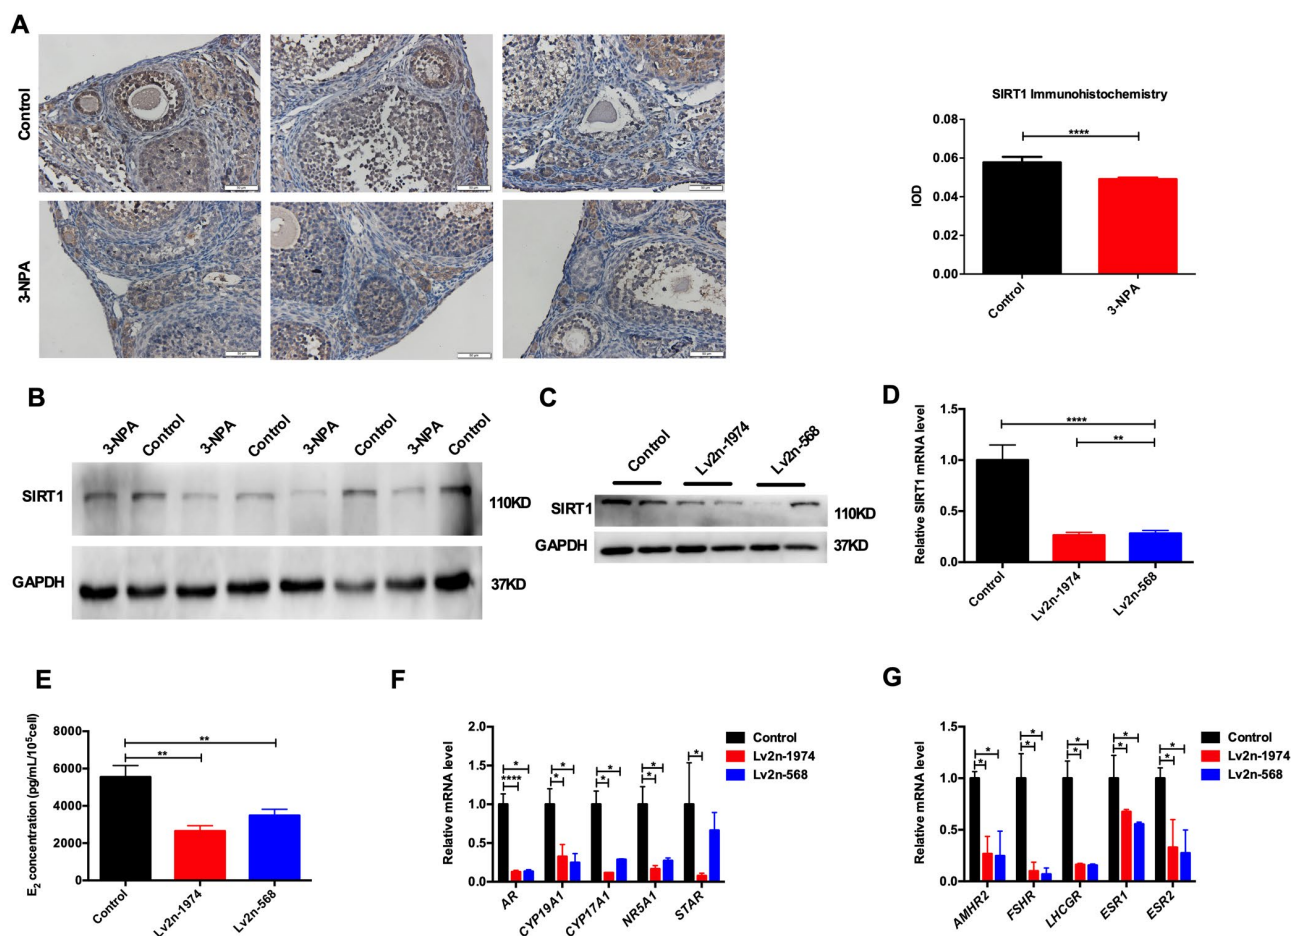 A
Control
3-NPA
SIRT1 Immunohistochemistry
****
IOD
0.08
0.06
0.04
0.02
0.00
Control
3-NPA
B
3-NPA Control 3-NPA Control 3-NPA Control 3-NPA Control
SIRT1
110KD
GAPDH
37KD
C
Control Lv2n-1974 Lv2n-568
SIRT1
110KD
GAPDH
37KD
D
Relative SIRT1 mRNA level
1.5
1.0
0.5
0.0
****
**
Control
Lv2n-1974
Lv2n-568
E
E2 concentration (pg/mL/10⁵cell)
8000
6000
4000
2000
0
**
**
Control
Lv2n-1974
Lv2n-568
F
Relative mRNA level
2.0
1.5
1.0
0.5
0.0
* * * * *
**** * * *
Control
Lv2n-1974
Lv2n-568
AR CYP19A1 CYP17A1 NR5A1 STAR
G
Relative mRNA level
1.5
1.0
0.5
0.0
* * * * *
* * * * *
Control
Lv2n-1974
Lv2n-568
AMHR2 FSHR LHCGR ESR1 ESR2